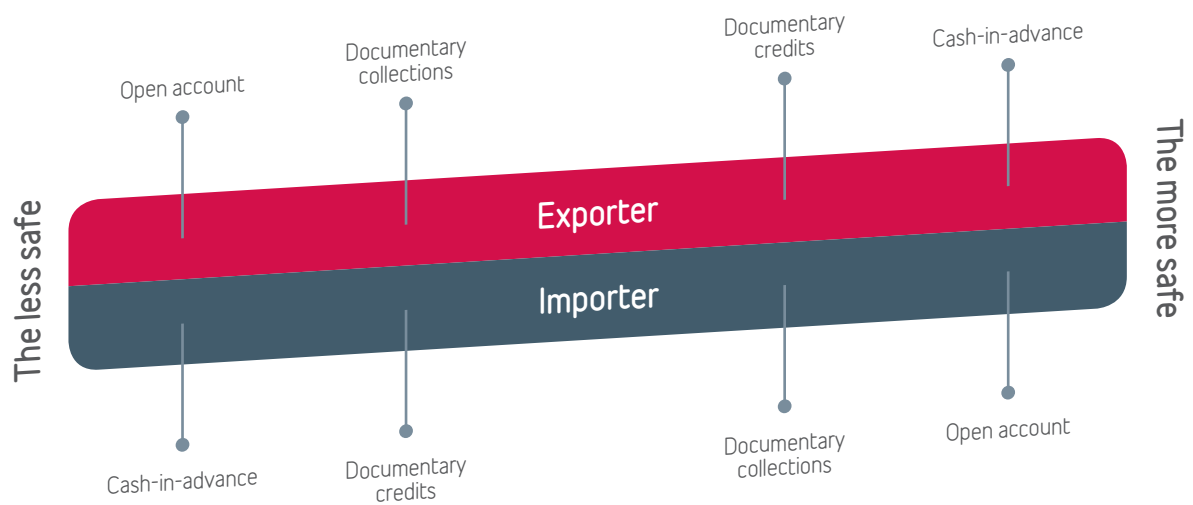 Open account
Documentary
collections
Documentary
credits
Cash-in-advance
The less safe
Exporter
Importer
The more safe
Cash-in-advance
Documentary
credits
Documentary
collections
Open account